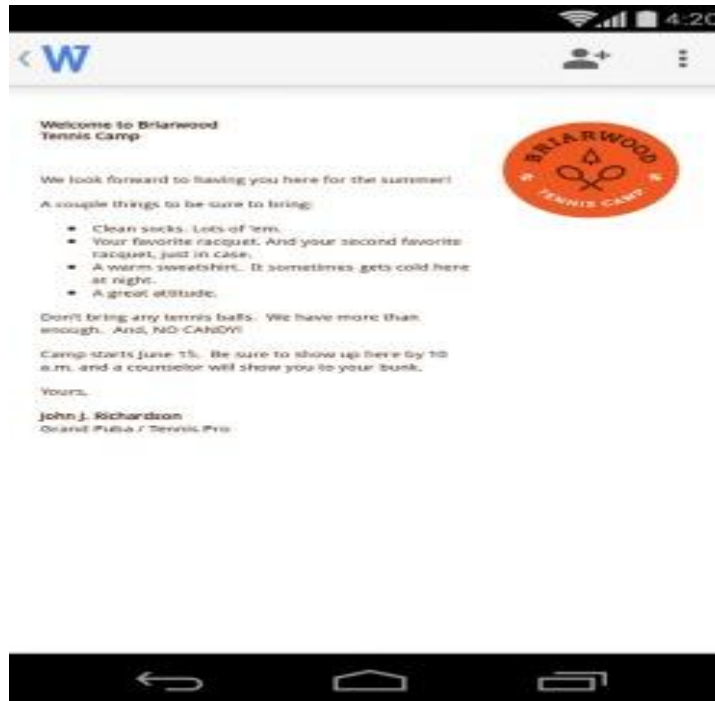 4:20
W
Welcome to Briarwood
Tennis Camp
BRIARWOOD
TENNIS CAMP
We look forward to having you here for the summer!
A couple things to be sure to bring:
Clean socks. Lots of 'em.
Your favorite racquet. And your second favorite
racquet, just in case.
A warm sweatshirt. It sometimes gets cold here
at night.
A great attitude.
Don't bring any tennis balls. We have more than
enough. And, NO CANDY!
Camp starts June 15. Be sure to show up here by 10
a.m. and a counselor will show you to your bunk.
Yours,
John J. Richardson
Grand Puba / Tennis Pro